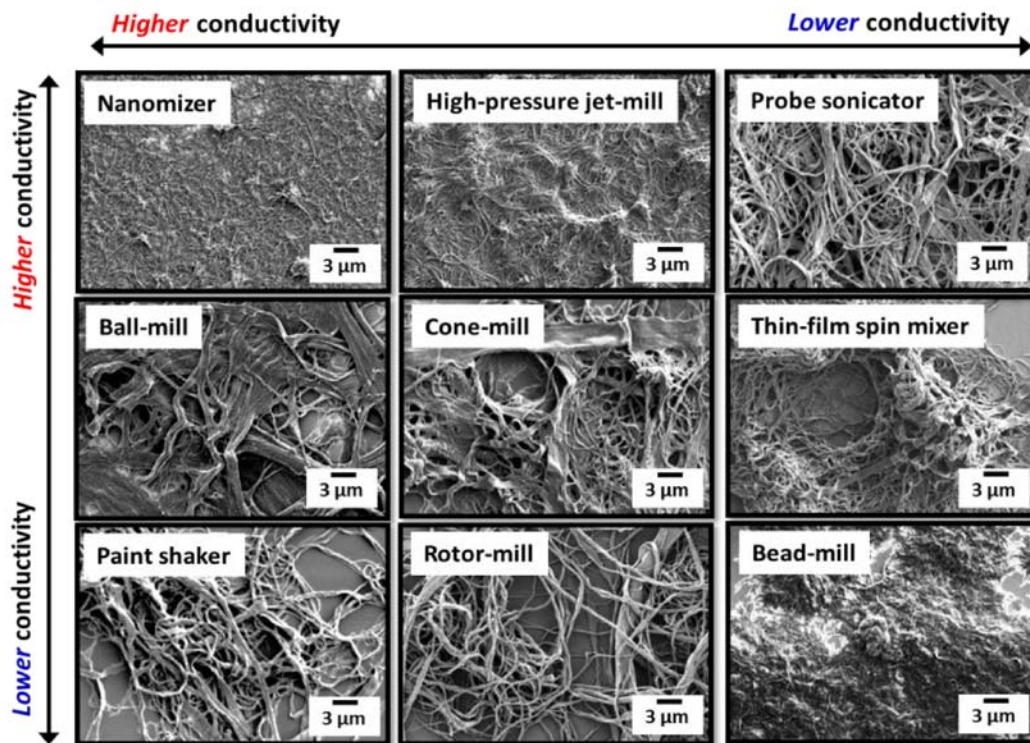 Higher conductivity
Lower conductivity
Higher conductivity
Lower conductivity
Nanomizer
3 μm
High-pressure jet-mill
3 μm
Probe sonicator
3 μm
Ball-mill
3 μm
Cone-mill
3 μm
Thin-film spin mixer
3 μm
Paint shaker
3 μm
Rotor-mill
3 μm
Bead-mill
3 μm